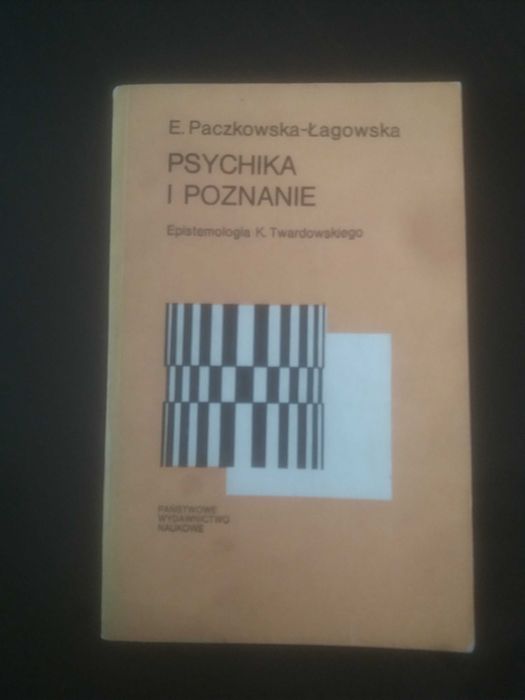 E. Paczkowska-Łagowska
PSYCHIKA
I POZNANIE
Epistemologia K. Twardowskiego
PAŃSTWOWE
WYDAWNICTWO
NAUKOWE